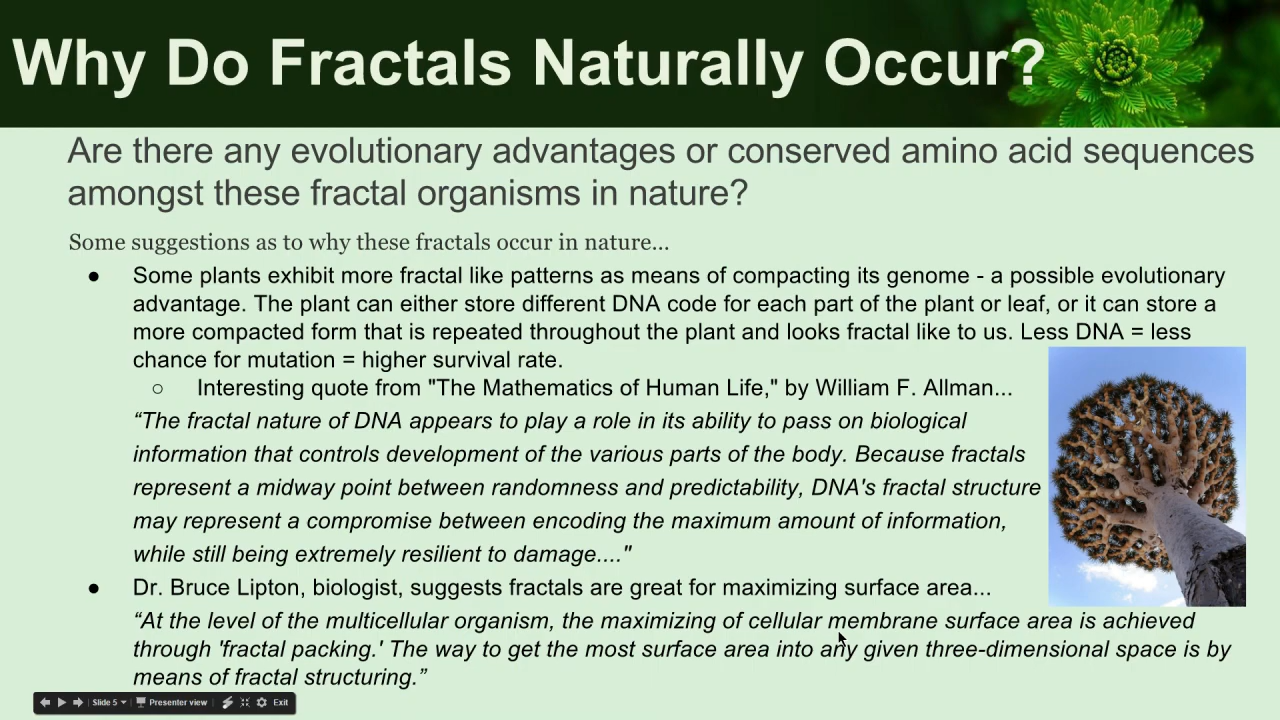 Why Do Fractals Naturally Occur?
Are there any evolutionary advantages or conserved amino acid sequences
amongst these fractal organisms in nature?
Some suggestions as to why these fractals occur in nature...
● Some plants exhibit more fractal like patterns as means of compacting its genome - a possible evolutionary
advantage. The plant can either store different DNA code for each part of the plant or leaf, or it can store a
more compacted form that is repeated throughout the plant and looks fractal like to us. Less DNA = less
chance for mutation = higher survival rate.
○ Interesting quote from "The Mathematics of Human Life," by William F. Allman...
“The fractal nature of DNA appears to play a role in its ability to pass on biological
information that controls development of the various parts of the body. Because fractals
represent a midway point between randomness and predictability, DNA's fractal structure
may represent a compromise between encoding the maximum amount of information,
while still being extremely resilient to damage...."
● Dr. Bruce Lipton, biologist, suggests fractals are great for maximizing surface area...
“At the level of the multicellular organism, the maximizing of cellular membrane surface area is achieved
through 'fractal packing.' The way to get the most surface area into any given three-dimensional space is by
means of fractal structuring.”
Slide 5 Presenter view Exit